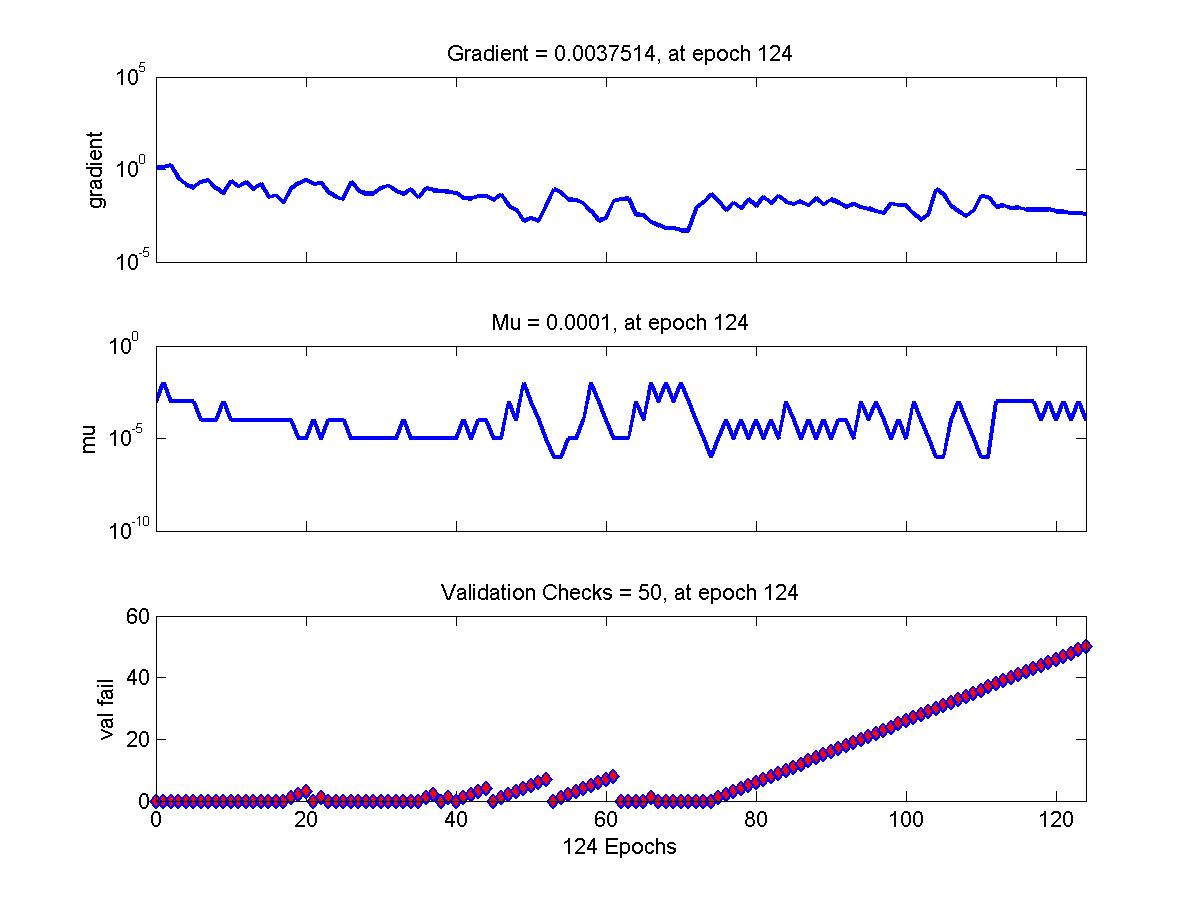 Gradient = 0.0037514, at epoch 124
10^5
10^0
10^-5
gradient
Mu = 0.0001, at epoch 124
10^0
10^-5
10^-10
mu
Validation Checks = 50, at epoch 124
60
40
20
0
val fail
0 20 40 60 80 100 120
124 Epochs